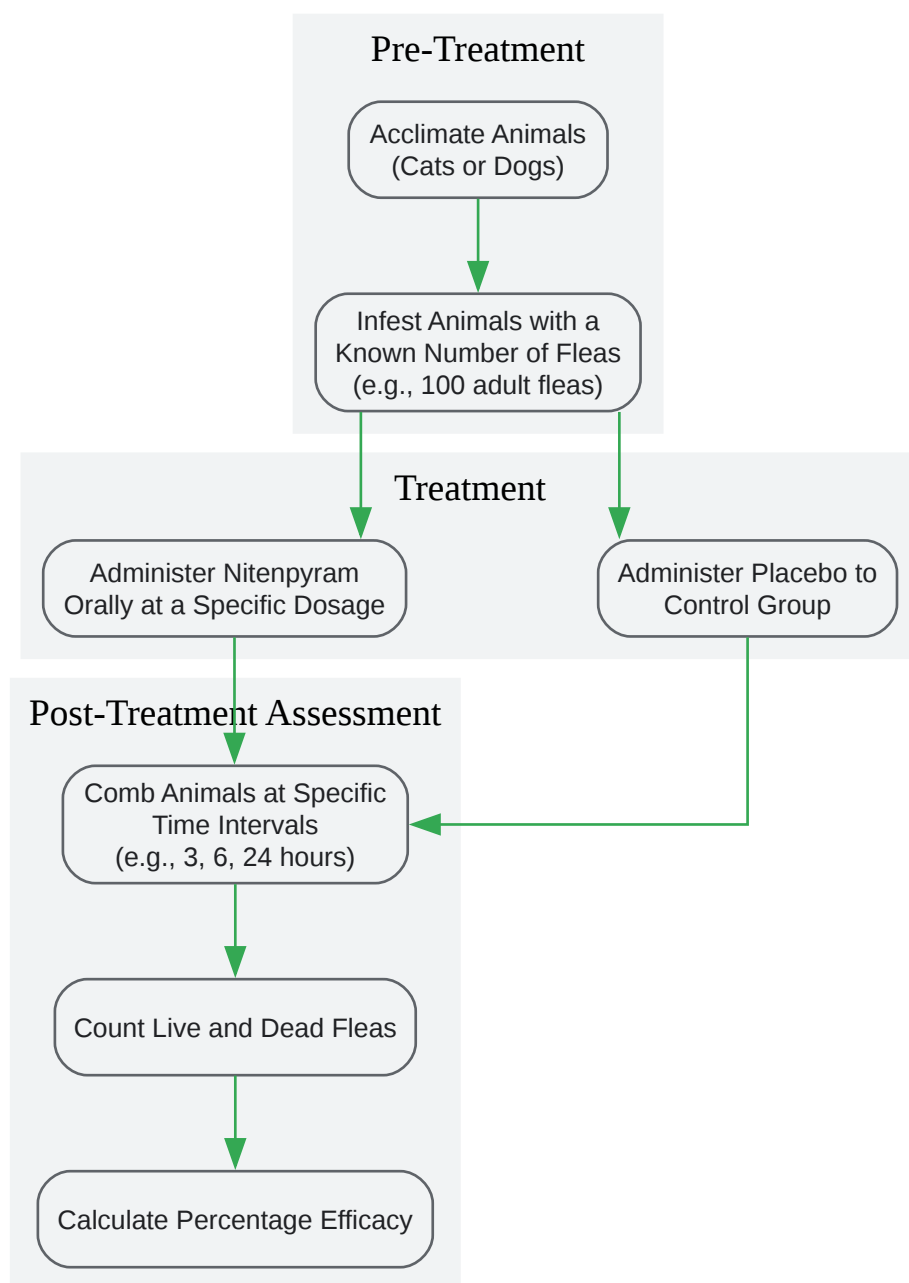 Pre-Treatment
Acclimate Animals
(Cats or Dogs)
Infest Animals with a
Known Number of Fleas
(e.g., 100 adult fleas)
Treatment
Administer Nitenpyram
Orally at a Specific Dosage
Administer Placebo to
Control Group
Post-Treatment Assessment
Comb Animals at Specific
Time Intervals
(e.g., 3, 6, 24 hours)
Count Live and Dead Fleas
Calculate Percentage Efficacy